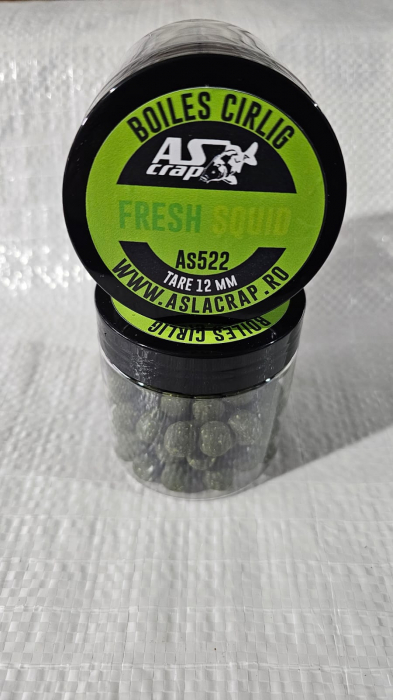 BOILES CIRLIG
AS
crap
FRESH SQUID
As522
TARE 12 MM
WWW.ASLACRAP.RO
BOILES CIRLIG